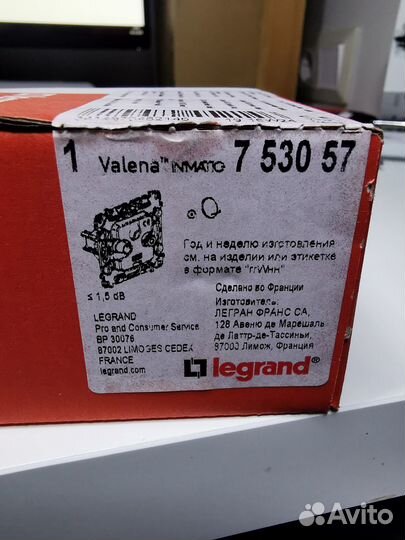 1 Valena™ INMATIC 7 530 57
Год и неделю изготовления
см. на изделии или этикетке
в формате "ггWнн"
≤ 1,5 dB
Сделано во Франции
Изготовитель:
ЛЕГРАН ФРАНС СА,
128 Авеню де Марешаль
де Латтр-де-Тассиньи,
87000 Лимож, Франция
LEGRAND
Pro and Consumer Service
BP 30076
87002 LIMOGES CEDEX
FRANCE
legrand.com
legrand®
Avito